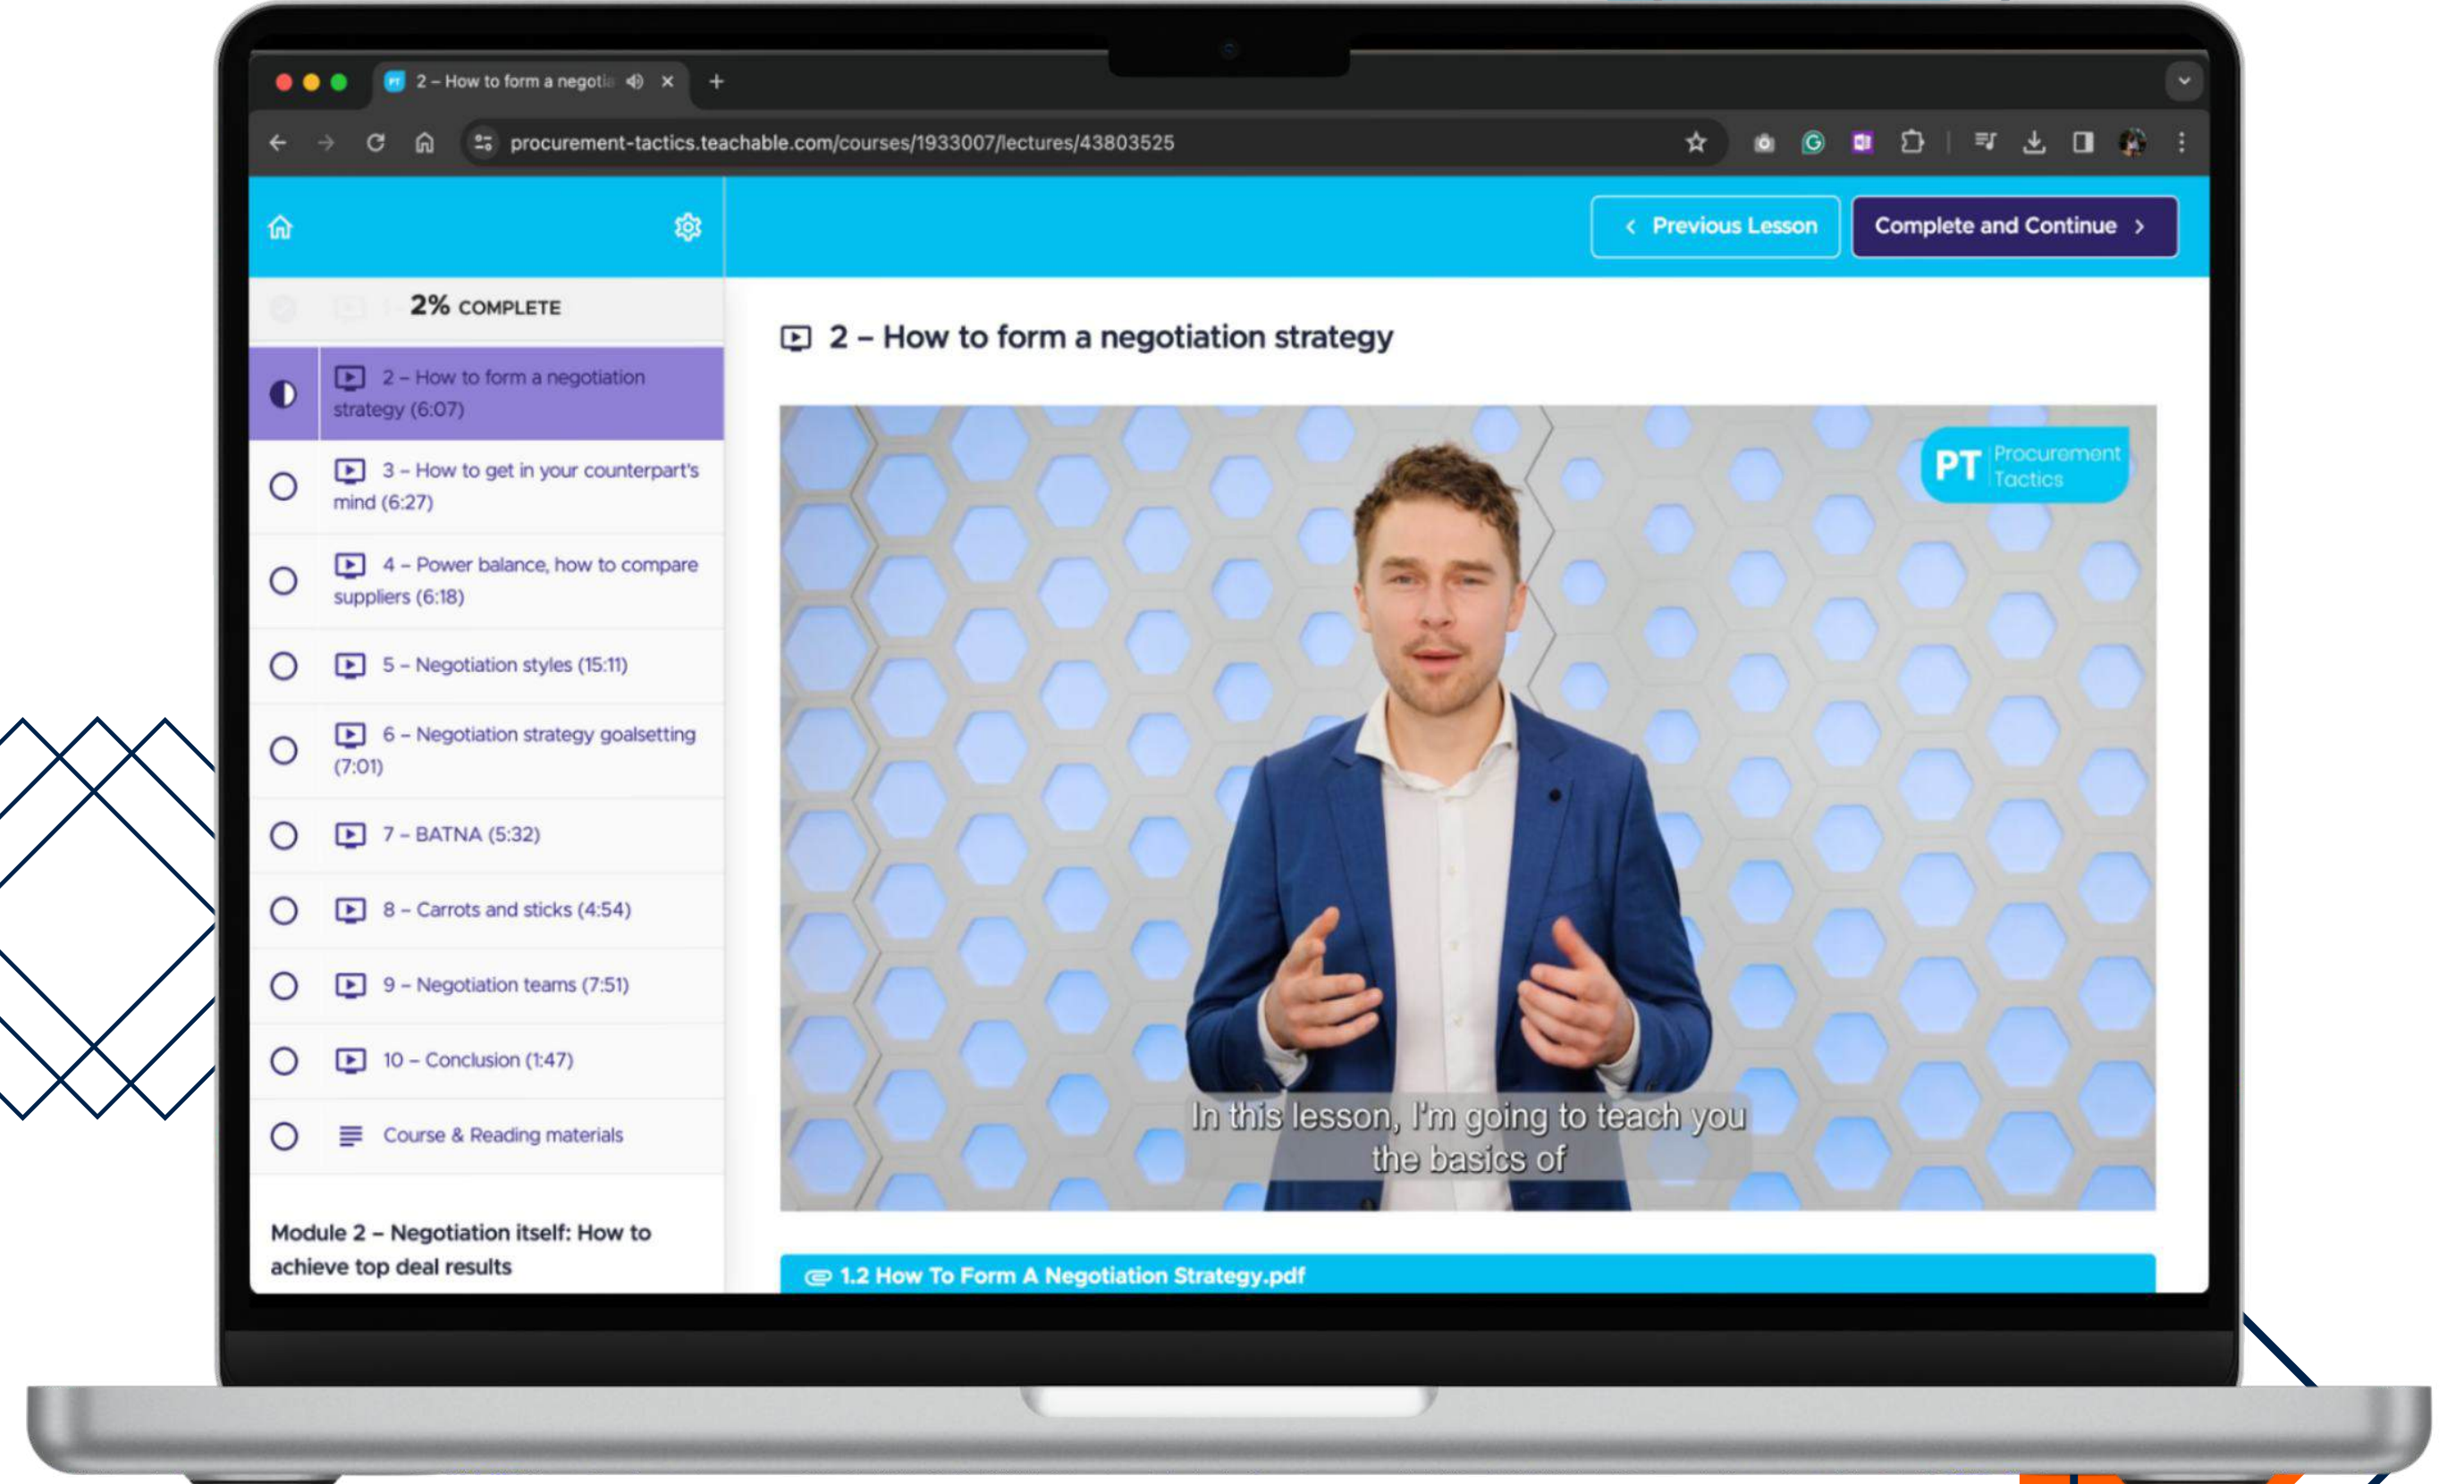 2 – How to form a negotia
procurement-tactics.teachable.com/courses/1933007/lectures/43803525
Previous Lesson
Complete and Continue
2% COMPLETE
2 – How to form a negotiation
strategy (6:07)
3 – How to get in your counterpart's
mind (6:27)
4 – Power balance, how to compare
suppliers (6:18)
5 – Negotiation styles (15:11)
6 – Negotiation strategy goalsetting
(7:01)
7 – BATNA (5:32)
8 – Carrots and sticks (4:54)
9 – Negotiation teams (7:51)
10 – Conclusion (1:47)
Course & Reading materials
Module 2 – Negotiation itself: How to
achieve top deal results
2 – How to form a negotiation strategy
PT Procurement
Tactics
In this lesson, I'm going to teach you
the basics of
1.2 How To Form A Negotiation Strategy.pdf